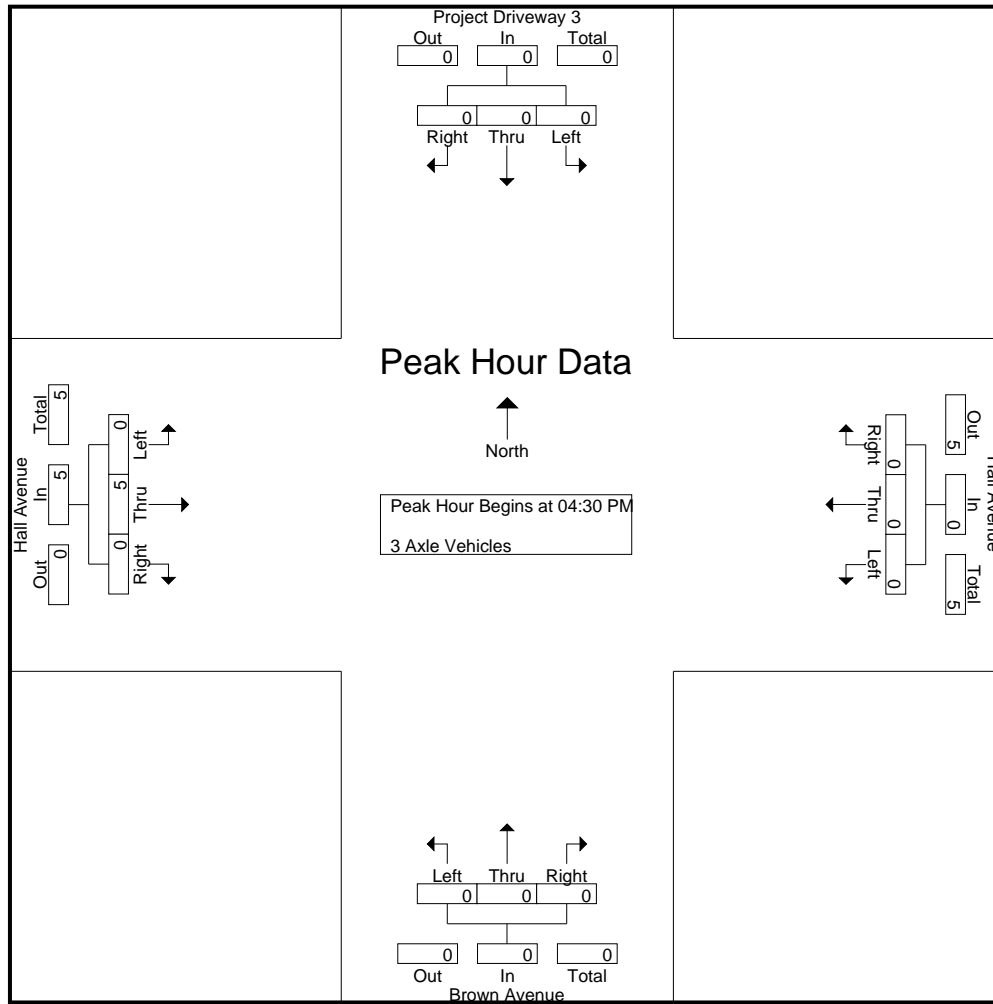 Project Driveway 3
Out In Total
0 0 0
0 0 0
Right Thru Left
Peak Hour Data
North
Peak Hour Begins at 04:30 PM
3 Axle Vehicles
Hall Avenue
Out In Total
0 5 5
0 5 0
Right Thru Left
Hall Avenue
Out In Total
5 0 5
0 0 0
Right Thru Left
Left Thru Right
0 0 0
0 0 0
Out In Total
Brown Avenue